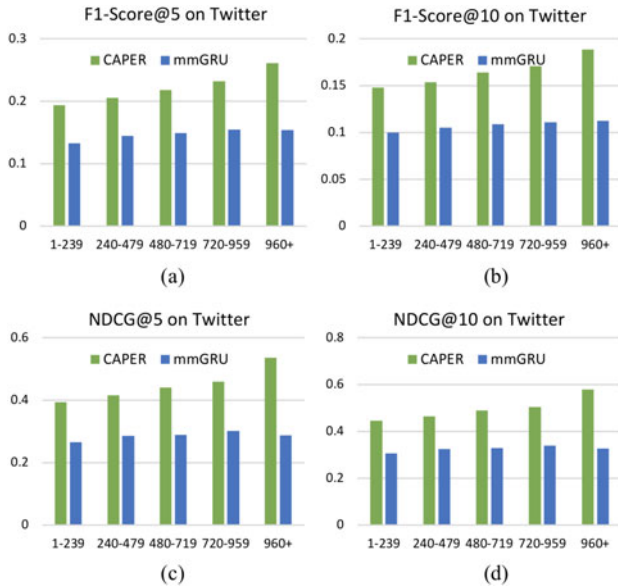 F1-Score@5 on Twitter
0.3
CAPER mmGRU
0.2
0.1
0
1-239 240-479 480-719 720-959 960+
(a)
F1-Score@10 on Twitter
0.2
CAPER mmGRU
0.15
0.1
0.05
0
1-239 240-479 480-719 720-959 960+
(b)
NDCG@5 on Twitter
0.6
CAPER mmGRU
0.4
0.2
0
1-239 240-479 480-719 720-959 960+
(c)
NDCG@10 on Twitter
0.8
CAPER mmGRU
0.6
0.4
0.2
0
1-239 240-479 480-719 720-959 960+
(d)